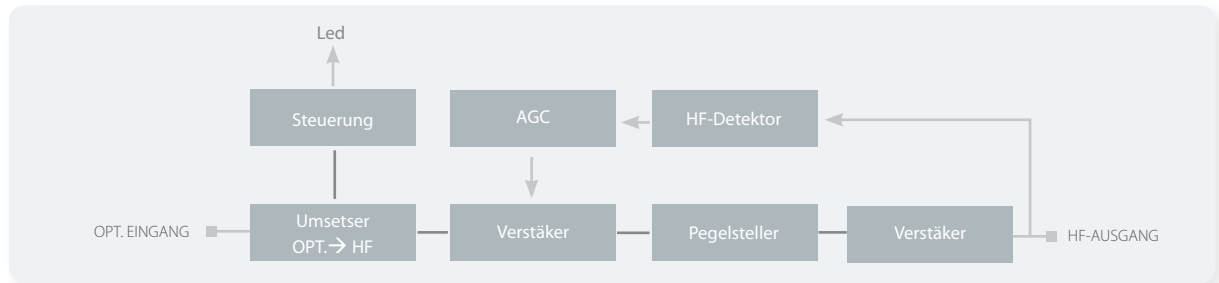 Led
Steuerung
AGC
HF-Detektor
OPT. EINGANG
Umsetser
OPT.→ HF
Verstäker
Pegelsteller
Verstäker
HF-AUSGANG